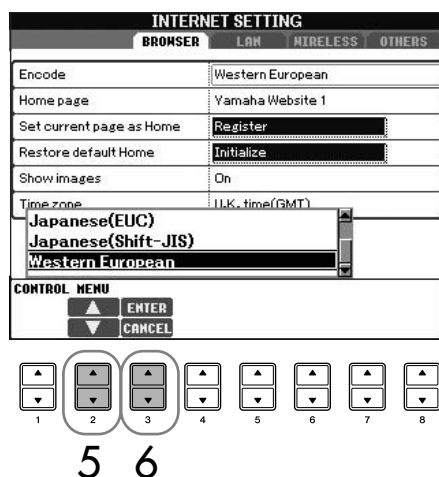 INTERNET SETTING
BROWSER LAN WIRELESS OTHERS
Encode Western European
Home page Yamaha Website 1
Set current page as Home Register
Restore default Home Initialize
Show images On
Time zone U.K. time(GMT)
Japanese(EUC)
Japanese(Shift-JIS)
Western European
CONTROL MENU
ENTER
CANCEL
1 2 3 4 5 6 7 8
5 6